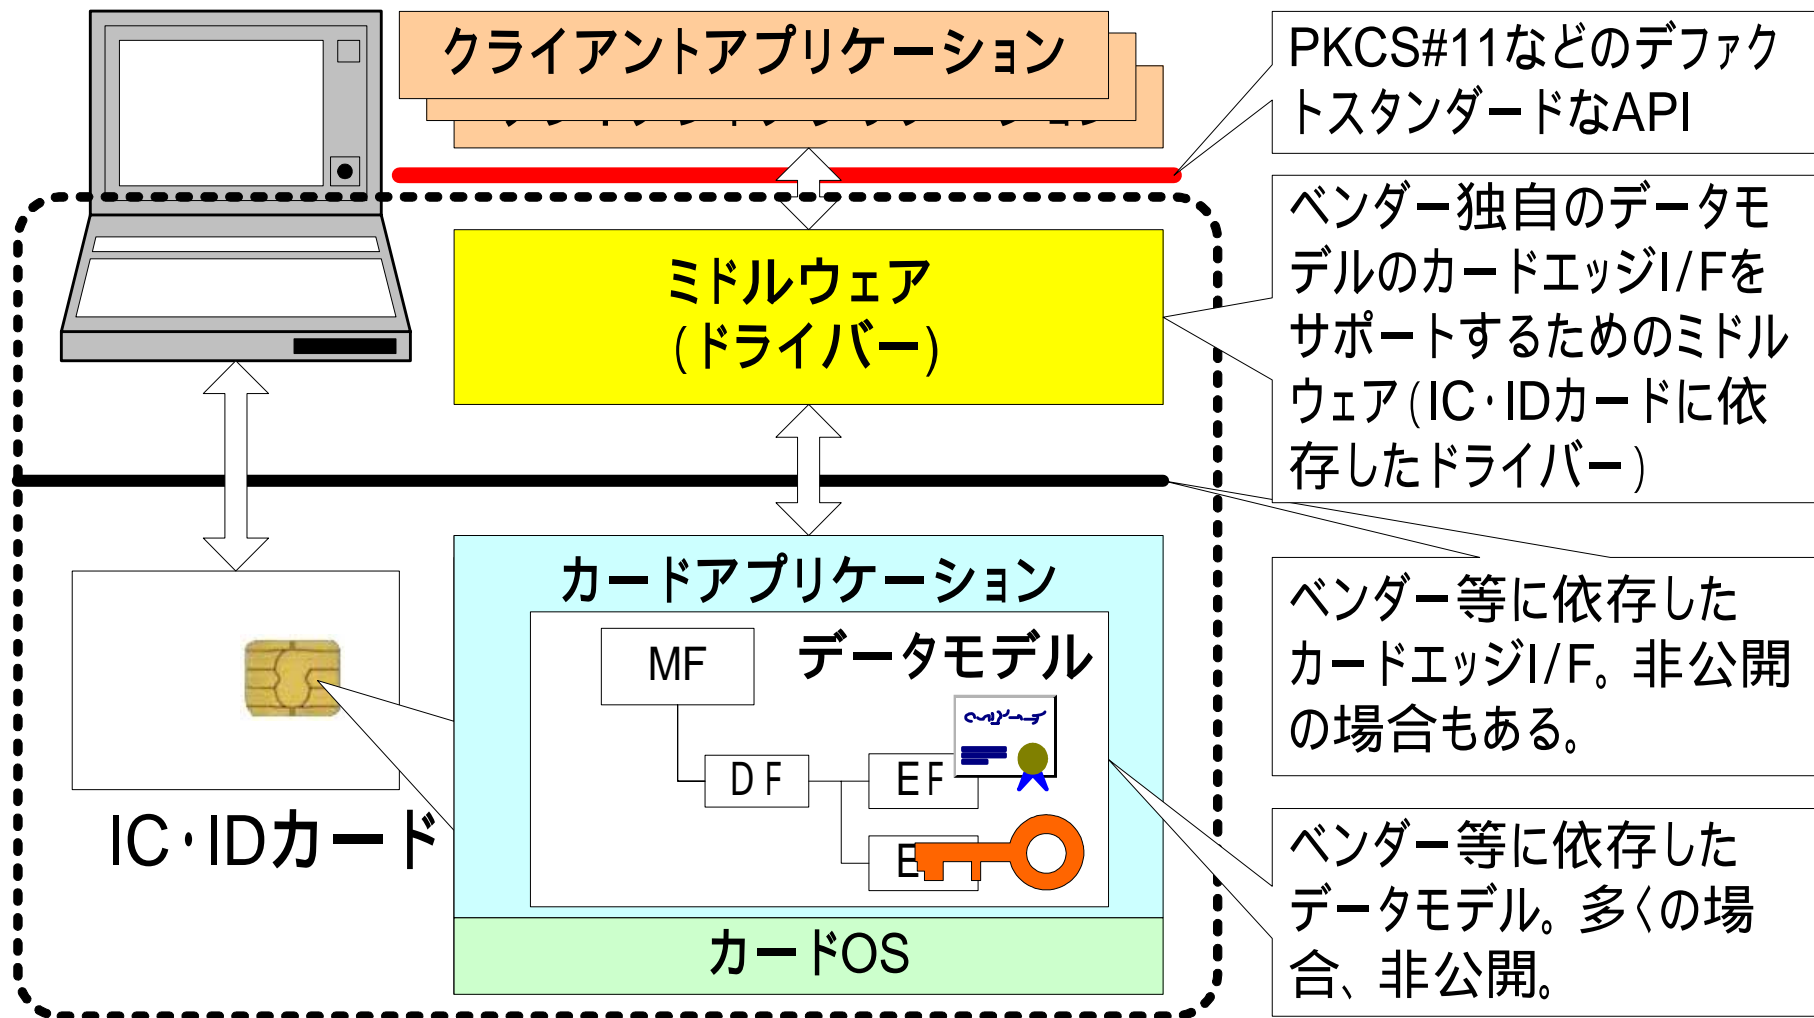 クライアントアプリケーション
PKCS#11などのデファク
トスタンダードなAPI
ミドルウェア
(ドライバー)
ベンダー独自のデータモ
デルのカードエッジI/Fを
サポートするためのミドル
ウェア(IC・IDカードに依
存したドライバー)
カードアプリケーション
データモデル
MF
DF
EF
IC・IDカード
カードOS
ベンダー等に依存した
カードエッジI/F。非公開
の場合もある。
ベンダー等に依存した
データモデル。多くの場
合、非公開。